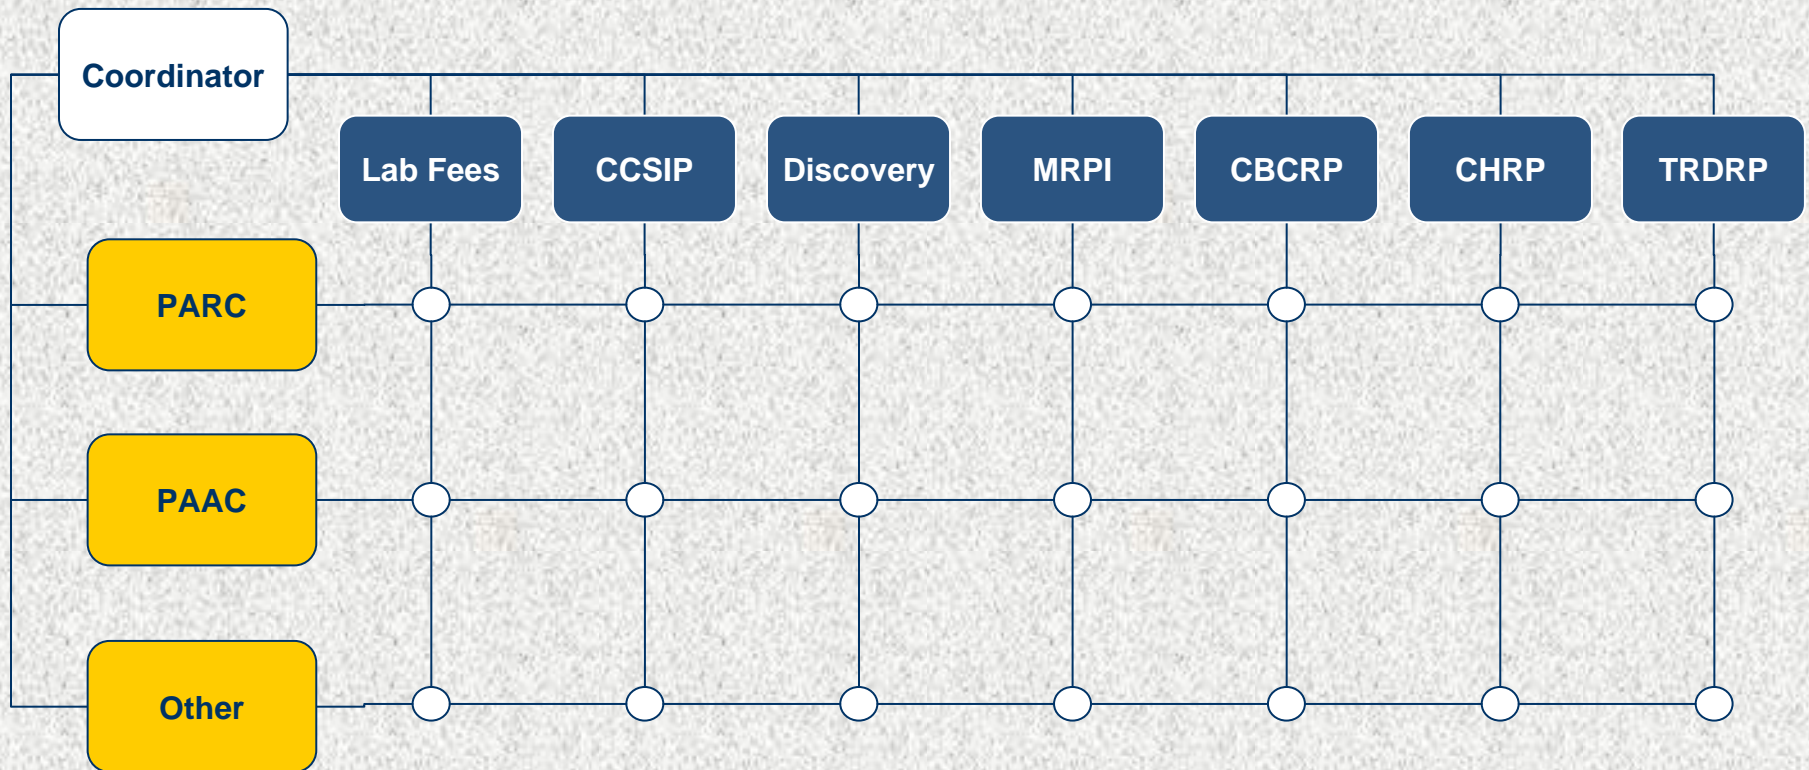 Coordinator
Lab Fees
CCSIP
Discovery
MRPI
CBCRP
CHRP
TRDRP
PARC
PAAC
Other